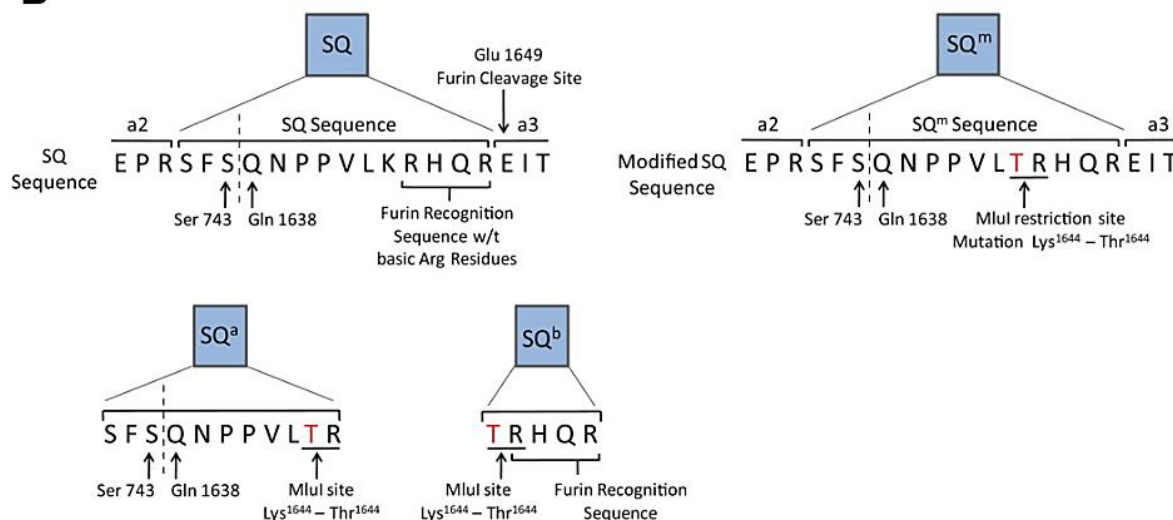 B
SQ
Glu 1649
Furin Cleavage Site
a2
SQ Sequence
a3
SQ
Sequence
E P R S F S Q N P P V L K R H Q R E I T
Ser 743
Gln 1638
Furin Recognition
Sequence w/t
basic Arg Residues
SQᵐ
a2
SQᵐ Sequence
a3
Modified SQ
Sequence
E P R S F S Q N P P V L T R H Q R E I T
Ser 743
Gln 1638
MluI restriction site
Mutation Lys¹⁶⁴⁴ – Thr¹⁶⁴⁴
SQᵃ
S F S Q N P P V L T R
Ser 743
Gln 1638
MluI site
Lys¹⁶⁴⁴ – Thr¹⁶⁴⁴
SQᵇ
T R H Q R
MluI site
Lys¹⁶⁴⁴ – Thr¹⁶⁴⁴
Furin Recognition
Sequence